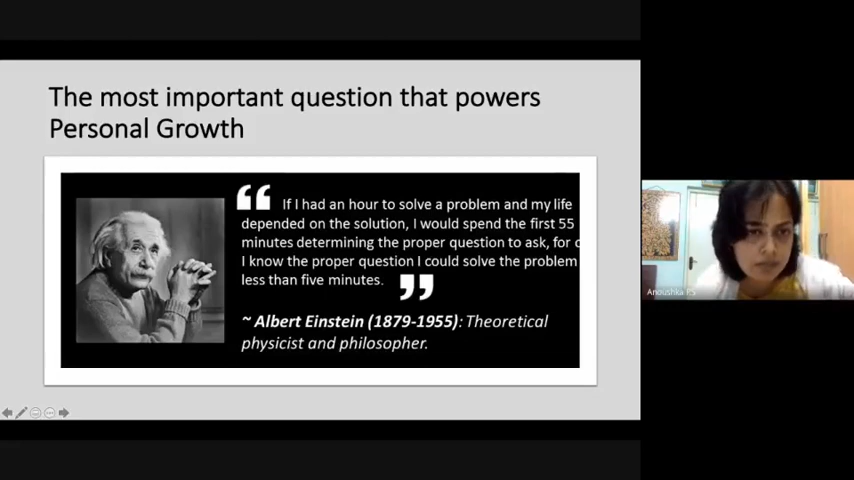 The most important question that powers
Personal Growth
“ If I had an hour to solve a problem and my life
depended on the solution, I would spend the first 55
minutes determining the proper question to ask, for
I know the proper question I could solve the problem
less than five minutes. ”
~ Albert Einstein (1879-1955): Theoretical
physicist and philosopher.
Anoushka P.S